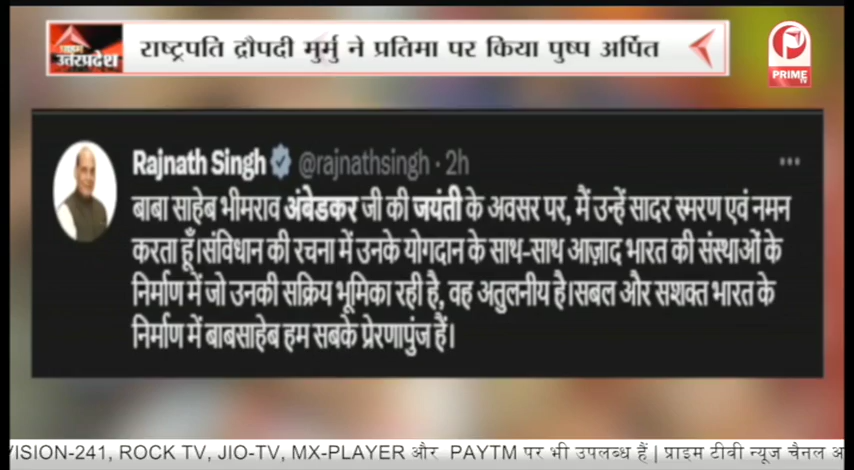 प्राइम
उत्तरप्रदेश
राष्ट्रपति द्रौपदी मुर्मु ने प्रतिमा पर किया पुष्प अर्पित
PRIME
TV
Rajnath Singh @rajnathsingh · 2h
बाबा साहेब भीमराव अंबेडकर जी की जयंती के अवसर पर, मैं उन्हें सादर स्मरण एवं नमन
करता हूँ।संविधान की रचना में उनके योगदान के साथ-साथ आज़ाद भारत की संस्थाओं के
निर्माण में जो उनकी सक्रिय भूमिका रही है, वह अतुलनीय है।सबल और सशक्त भारत के
निर्माण में बाबसाहेब हम सबके प्रेरणापुंज हैं।
VISION-241, ROCK TV, JIO-TV, MX-PLAYER और PAYTM पर भी उपलब्ध हैं | प्राइम टीवी न्यूज चैनल अ